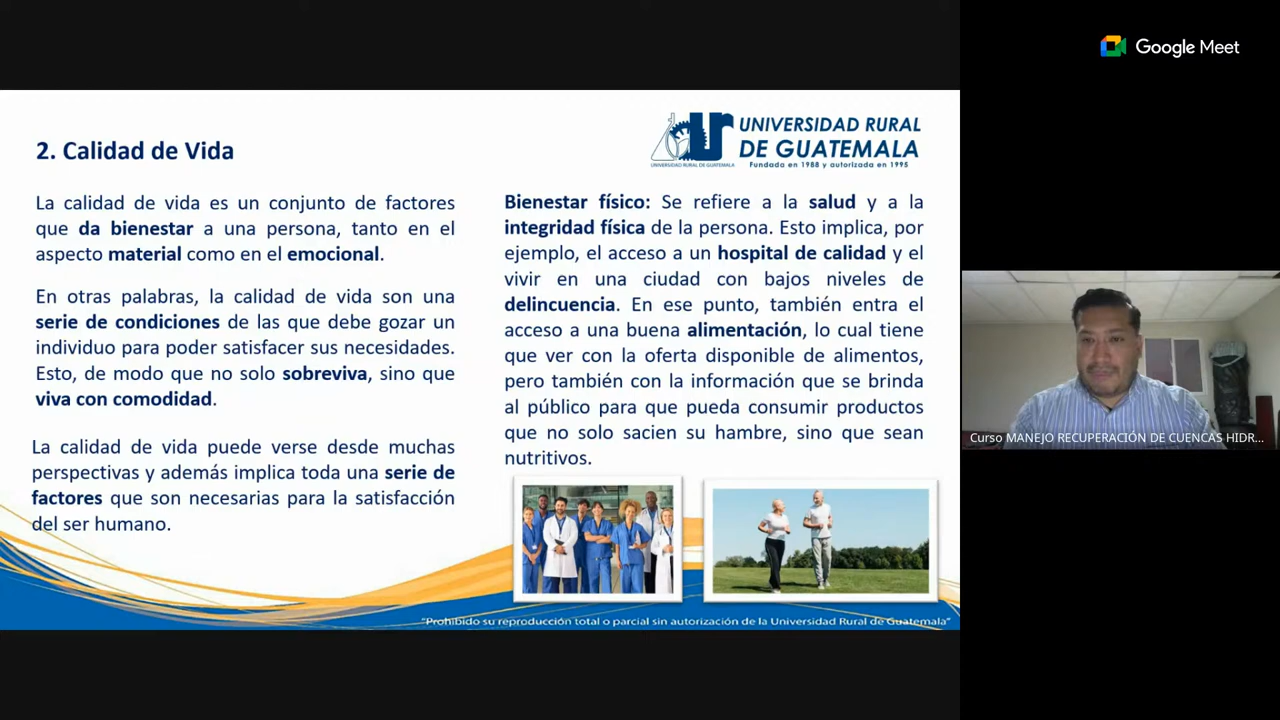 Google Meet
UNIVERSIDAD RURAL
DE GUATEMALA
Fundada en 1988 y autorizada en 1995
UNIVERSIDAD RURAL DE GUATEMALA
2. Calidad de Vida
La calidad de vida es un conjunto de factores
que da bienestar a una persona, tanto en el
aspecto material como en el emocional.
En otras palabras, la calidad de vida son una
serie de condiciones de las que debe gozar un
individuo para poder satisfacer sus necesidades.
Esto, de modo que no solo sobreviva, sino que
viva con comodidad.
La calidad de vida puede verse desde muchas
perspectivas y además implica toda una serie de
factores que son necesarias para la satisfacción
del ser humano.
Bienestar físico: Se refiere a la salud y a la
integridad física de la persona. Esto implica, por
ejemplo, el acceso a un hospital de calidad y el
vivir en una ciudad con bajos niveles de
delincuencia. En ese punto, también entra el
acceso a una buena alimentación, lo cual tiene
que ver con la oferta disponible de alimentos,
pero también con la información que se brinda
al público para que pueda consumir productos
que no solo sacien su hambre, sino que sean
nutritivos.
"Prohibido su reproducción total o parcial sin autorización de la Universidad Rural de Guatemala"
Curso MANEJO RECUPERACIÓN DE CUENCAS HIDR...